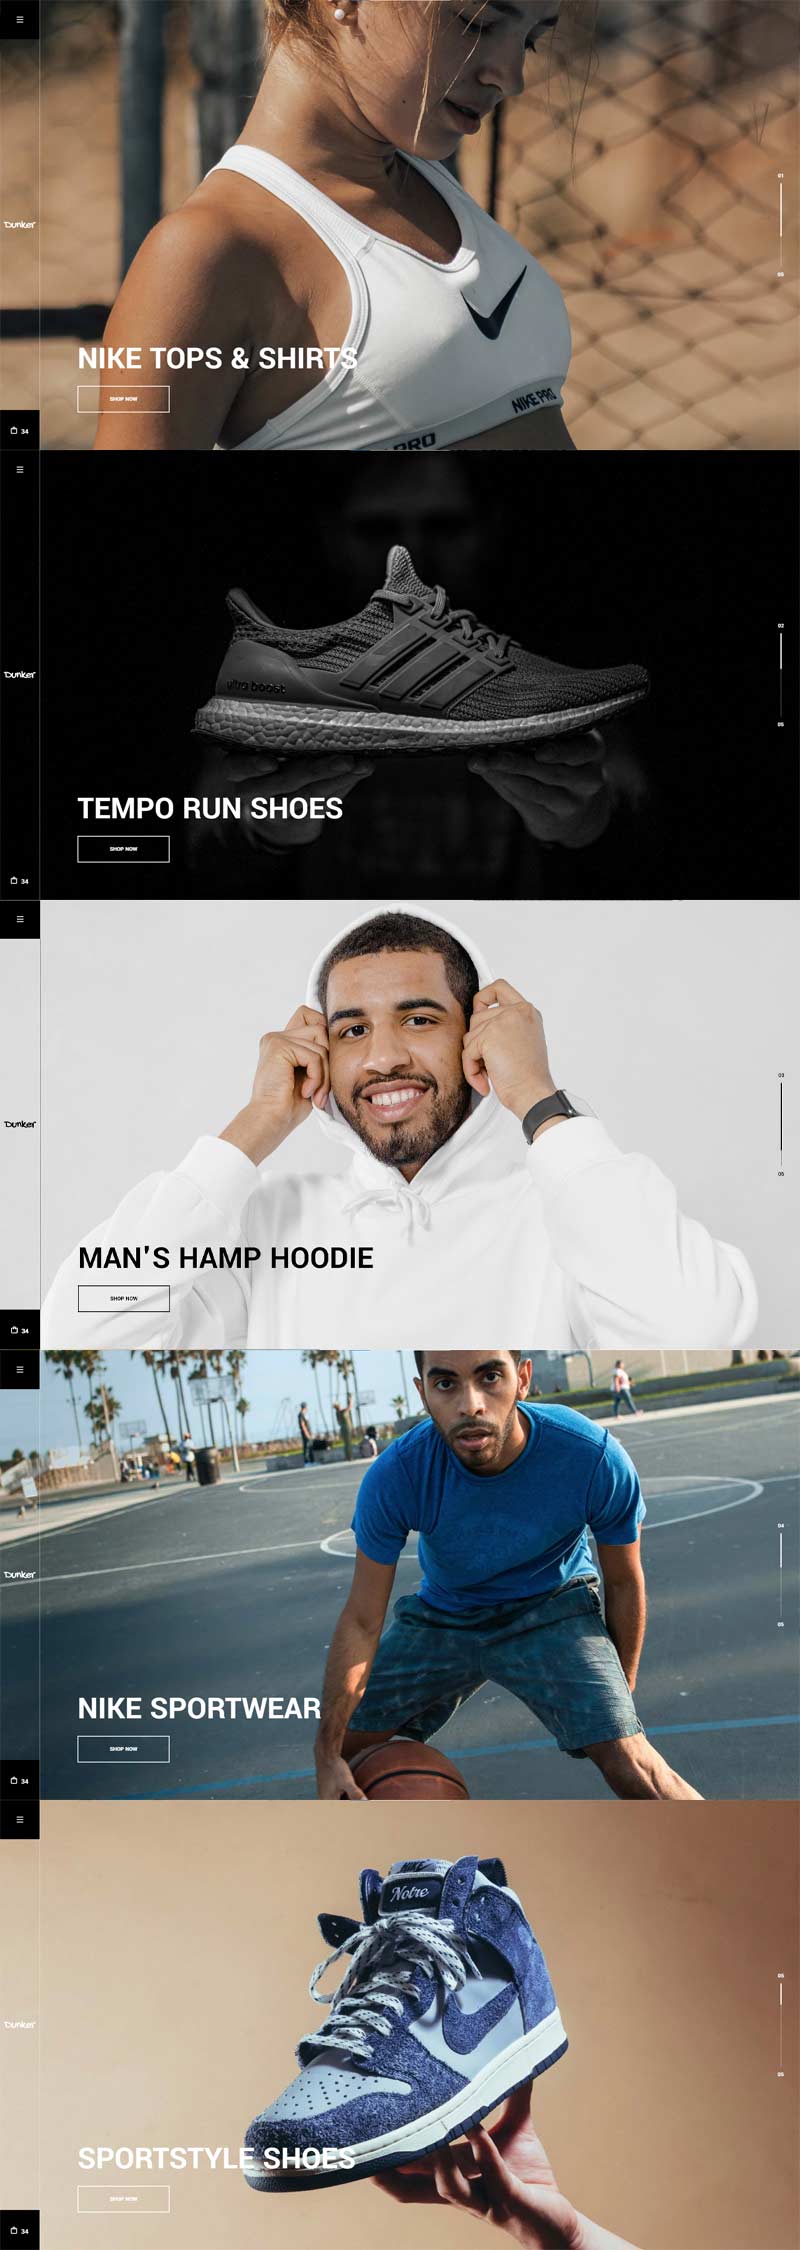 01
Dunker
05
NIKE TOPS & SHIRTS
SHOP NOW
NIKE PRO
PRO
34
02
ultra boost
Dunker
05
TEMPO RUN SHOES
SHOP NOW
34
03
Dunker
05
MAN'S HAMP HOODIE
SHOP NOW
34
04
Dunker
05
NIKE SPORTWEAR
SHOP NOW
34
NIKE
Notre
05
Dunker
05
SPORTSTYLE SHOES
SHOP NOW
34